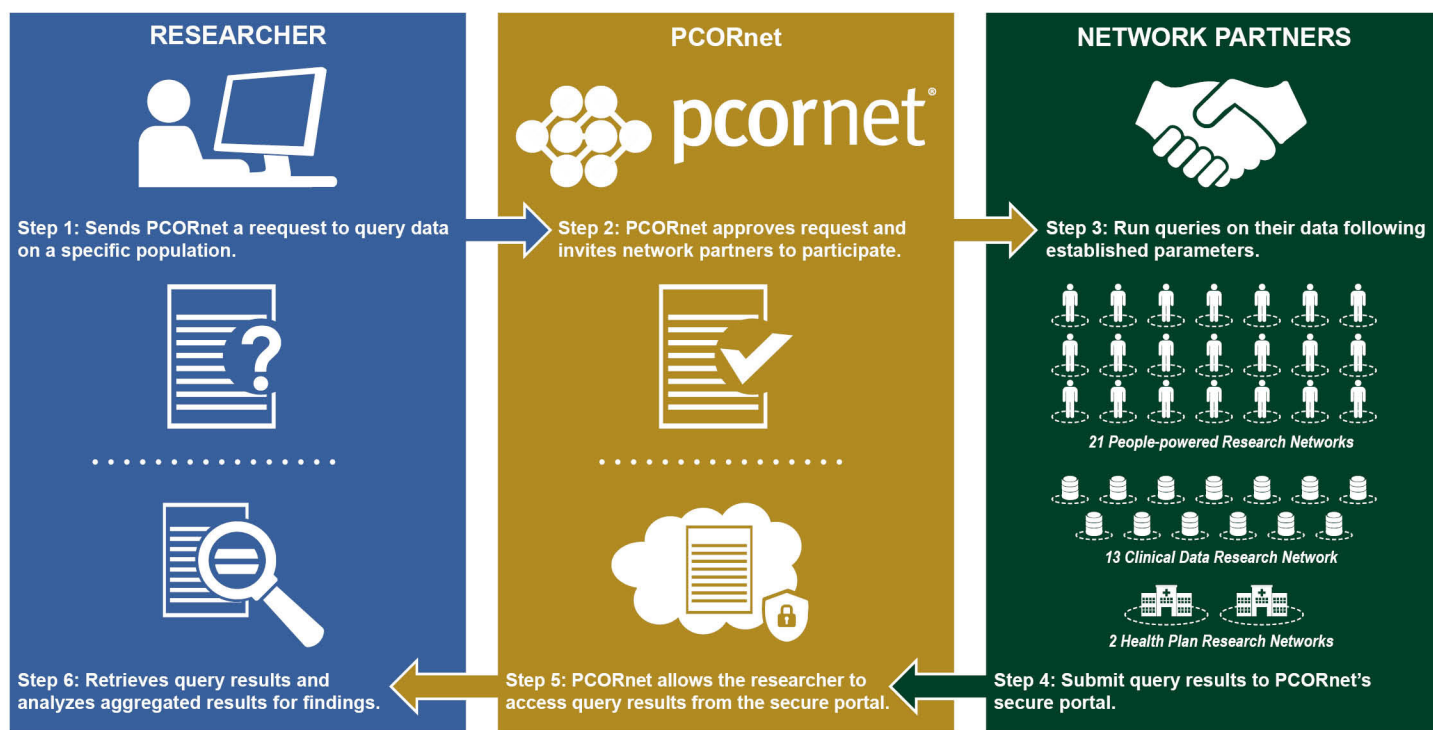 RESEARCHER
Step 1: Sends PCORnet a reequest to query data
on a specific population.
Step 6: Retrieves query results and
analyzes aggregated results for findings.
PCORnet
pcornet®
Step 2: PCORnet approves request and
invites network partners to participate.
Step 5: PCORnet allows the researcher to
access query results from the secure portal.
NETWORK PARTNERS
Step 3: Run queries on their data following
established parameters.
21 People-powered Research Networks
13 Clinical Data Research Network
2 Health Plan Research Networks
Step 4: Submit query results to PCORnet’s
secure portal.